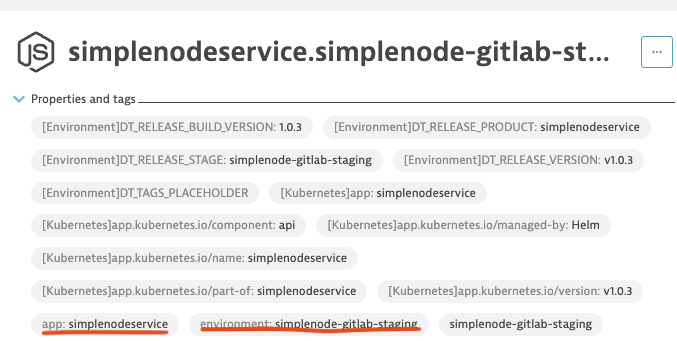 JS simplenodeservice.simplenode-gitlab-st... ...
Properties and tags
[Environment]DT_RELEASE_BUILD_VERSION: 1.0.3 [Environment]DT_RELEASE_PRODUCT: simplenodeservice
[Environment]DT_RELEASE_STAGE: simplenode-gitlab-staging [Environment]DT_RELEASE_VERSION: v1.0.3
[Environment]DT_TAGS_PLACEHOLDER [Kubernetes]app: simplenodeservice
[Kubernetes]app.kubernetes.io/component: api [Kubernetes]app.kubernetes.io/managed-by: Helm
[Kubernetes]app.kubernetes.io/name: simplenodeservice
[Kubernetes]app.kubernetes.io/part-of: simplenodeservice [Kubernetes]app.kubernetes.io/version: v1.0.3
app: simplenodeservice environment: simplenode-gitlab-staging simplenode-gitlab-staging